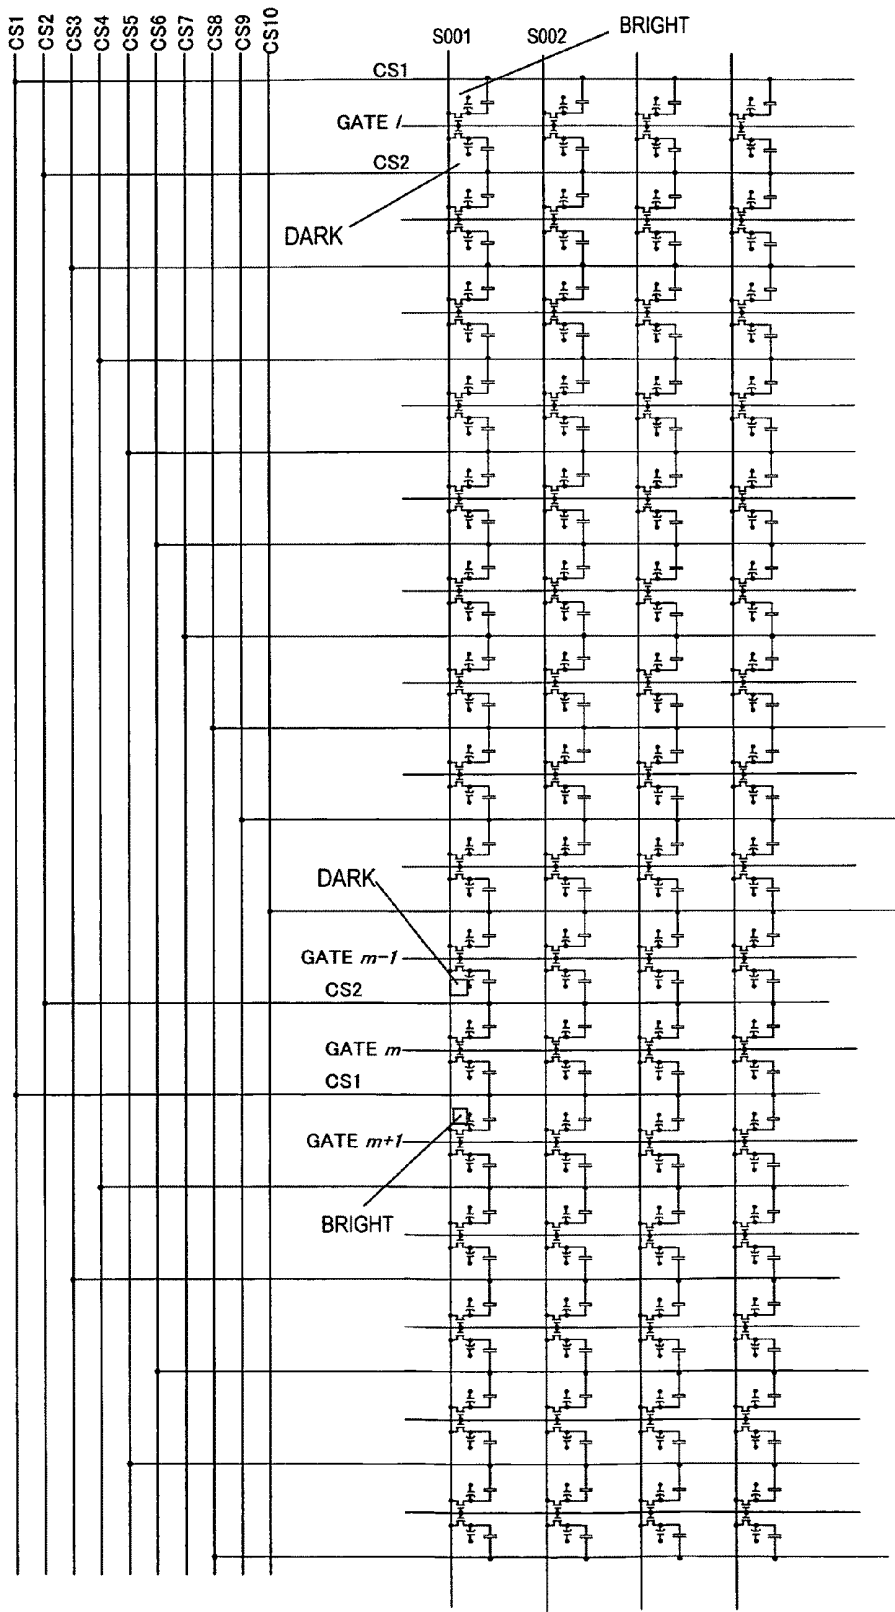 CS1
CS2
CS3
CS4
CS5
CS6
CS7
CS8
CS9
CS10
S001
S002
BRIGHT
CS1
GATE l
CS2
DARK
DARK
GATE m-1
CS2
GATE m
CS1
GATE m+1
BRIGHT